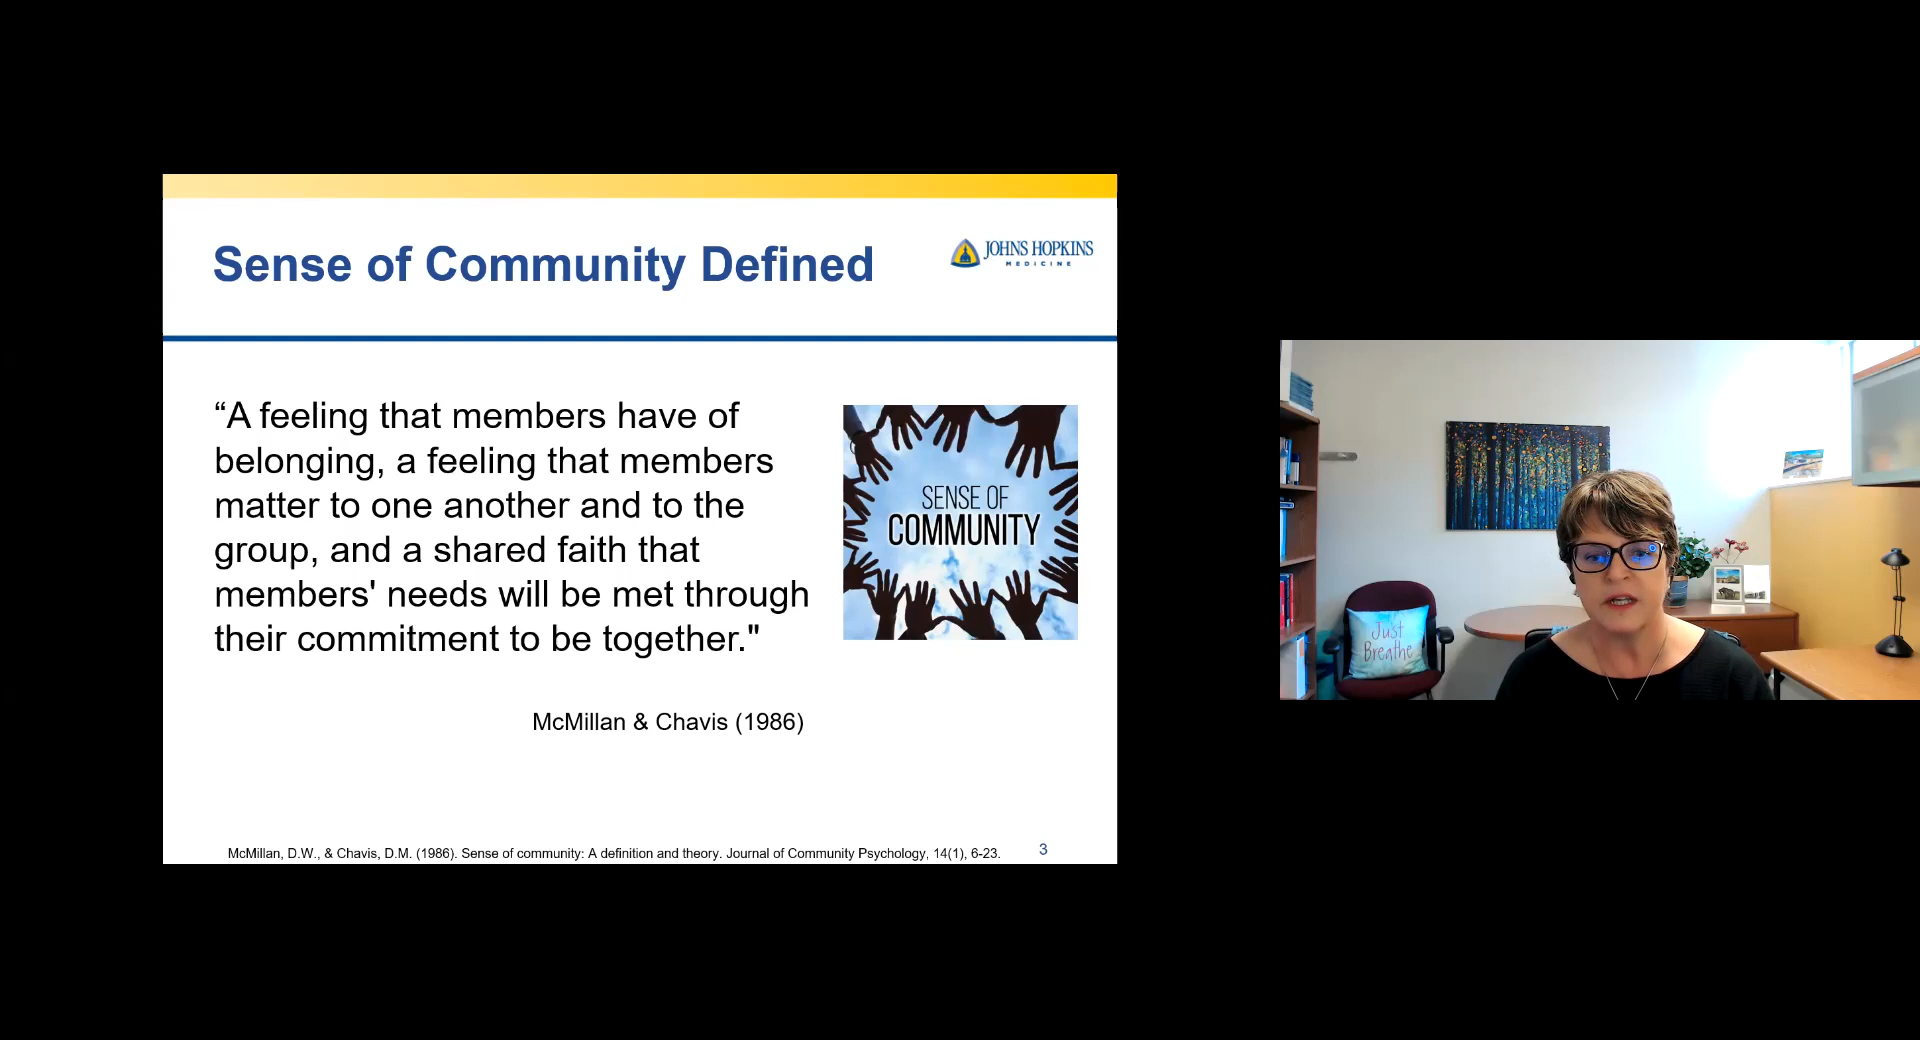 Sense of Community Defined
JOHNS HOPKINS
MEDICINE
“A feeling that members have of
belonging, a feeling that members
matter to one another and to the
group, and a shared faith that
members' needs will be met through
their commitment to be together."
SENSE OF
COMMUNITY
McMillan & Chavis (1986)
McMillan, D.W., & Chavis, D.M. (1986). Sense of community: A definition and theory. Journal of Community Psychology, 14(1), 6-23.
3
Just
Breathe